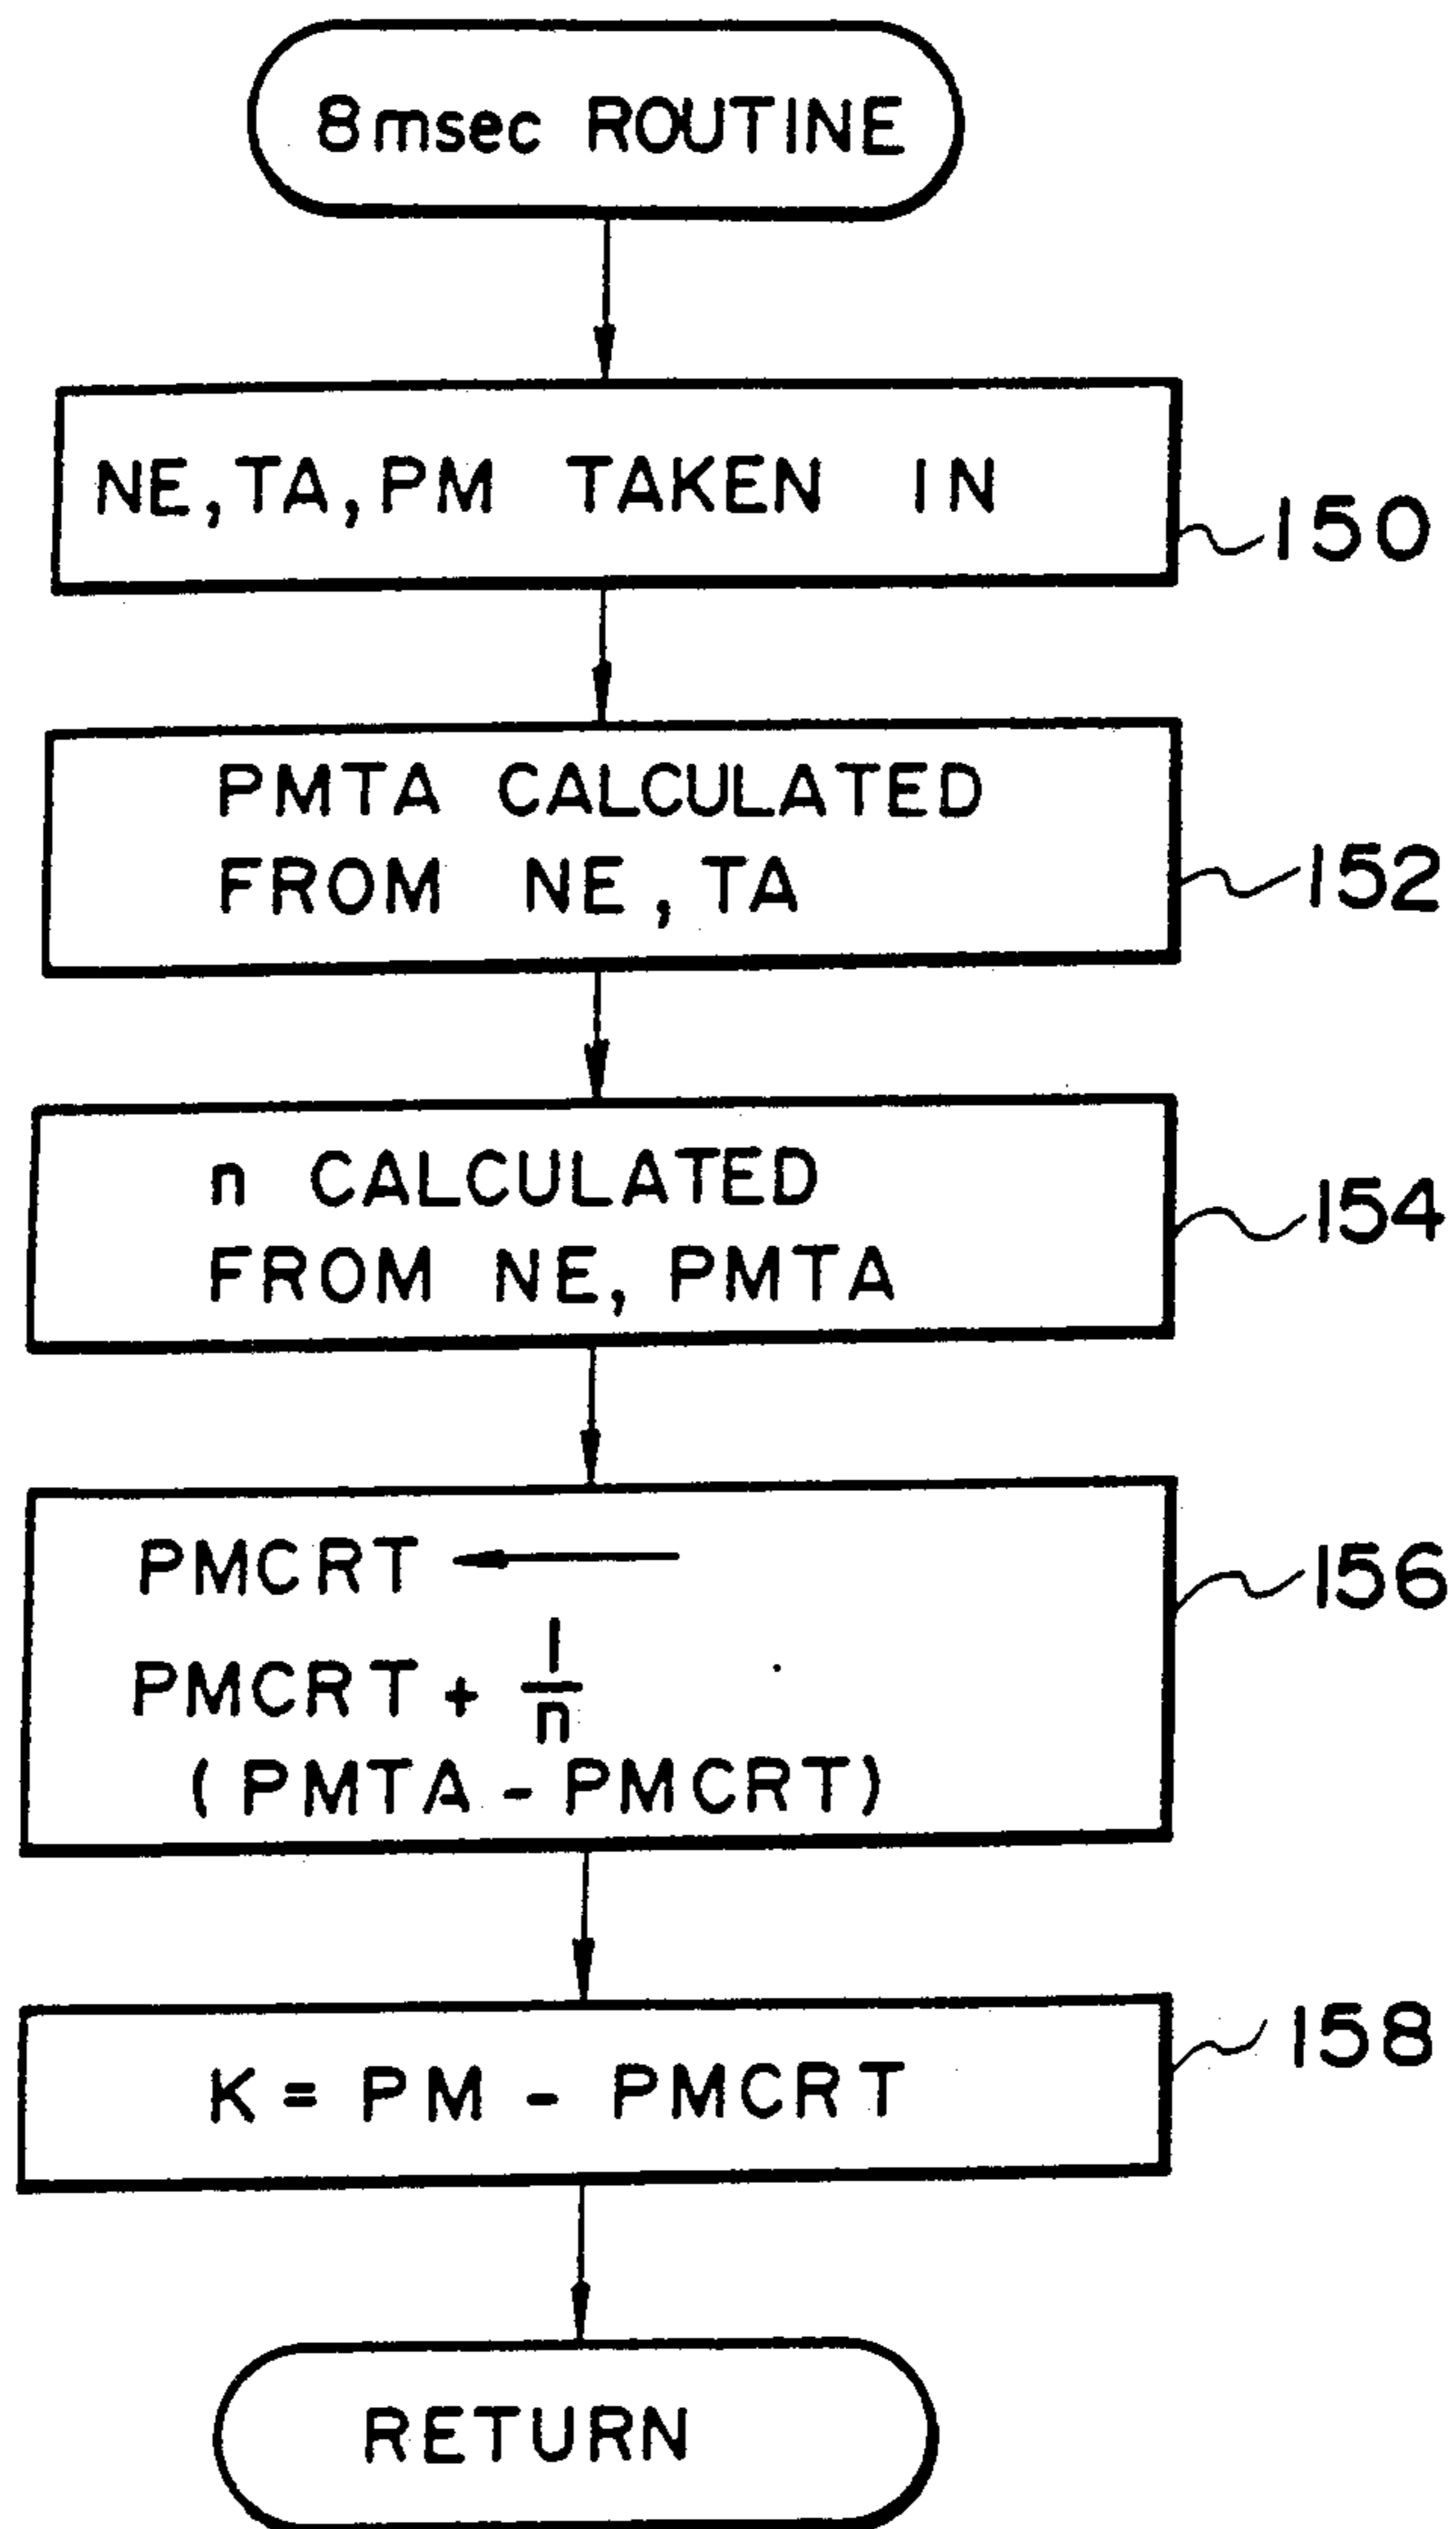 8msec ROUTINE
NE, TA, PM TAKEN IN
150
PMTA CALCULATED
FROM NE, TA
152
n CALCULATED
FROM NE, PMTA
154
PMCRT ←
PMCRT + 1/n
(PMTA - PMCRT)
156
K = PM - PMCRT
158
RETURN